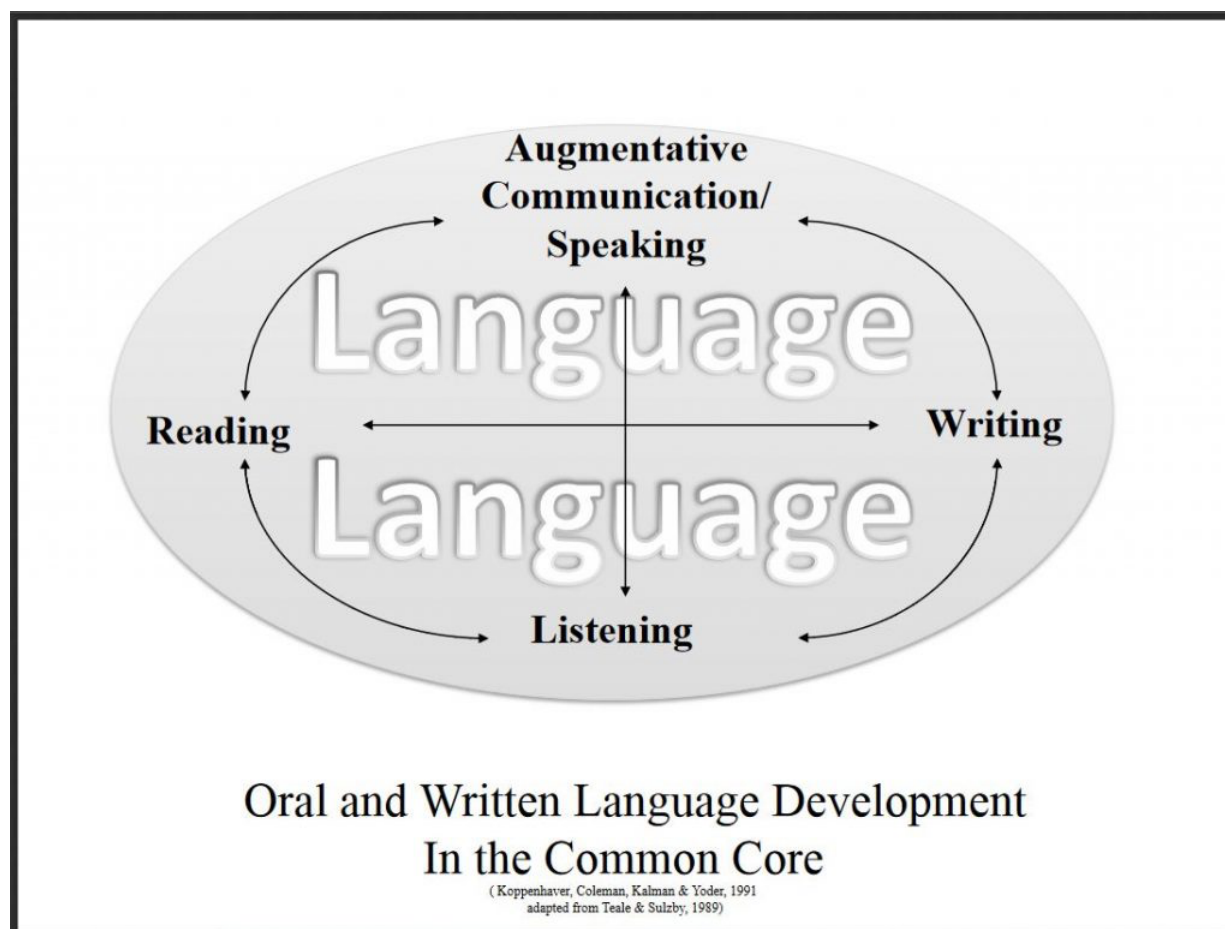 Augmentative
Communication/
Speaking
Language
Reading
Writing
Language
Listening
Oral and Written Language Development
In the Common Core
( Koppenhaver, Coleman, Kalman & Yoder, 1991
adapted from Teale & Sulzby, 1989)